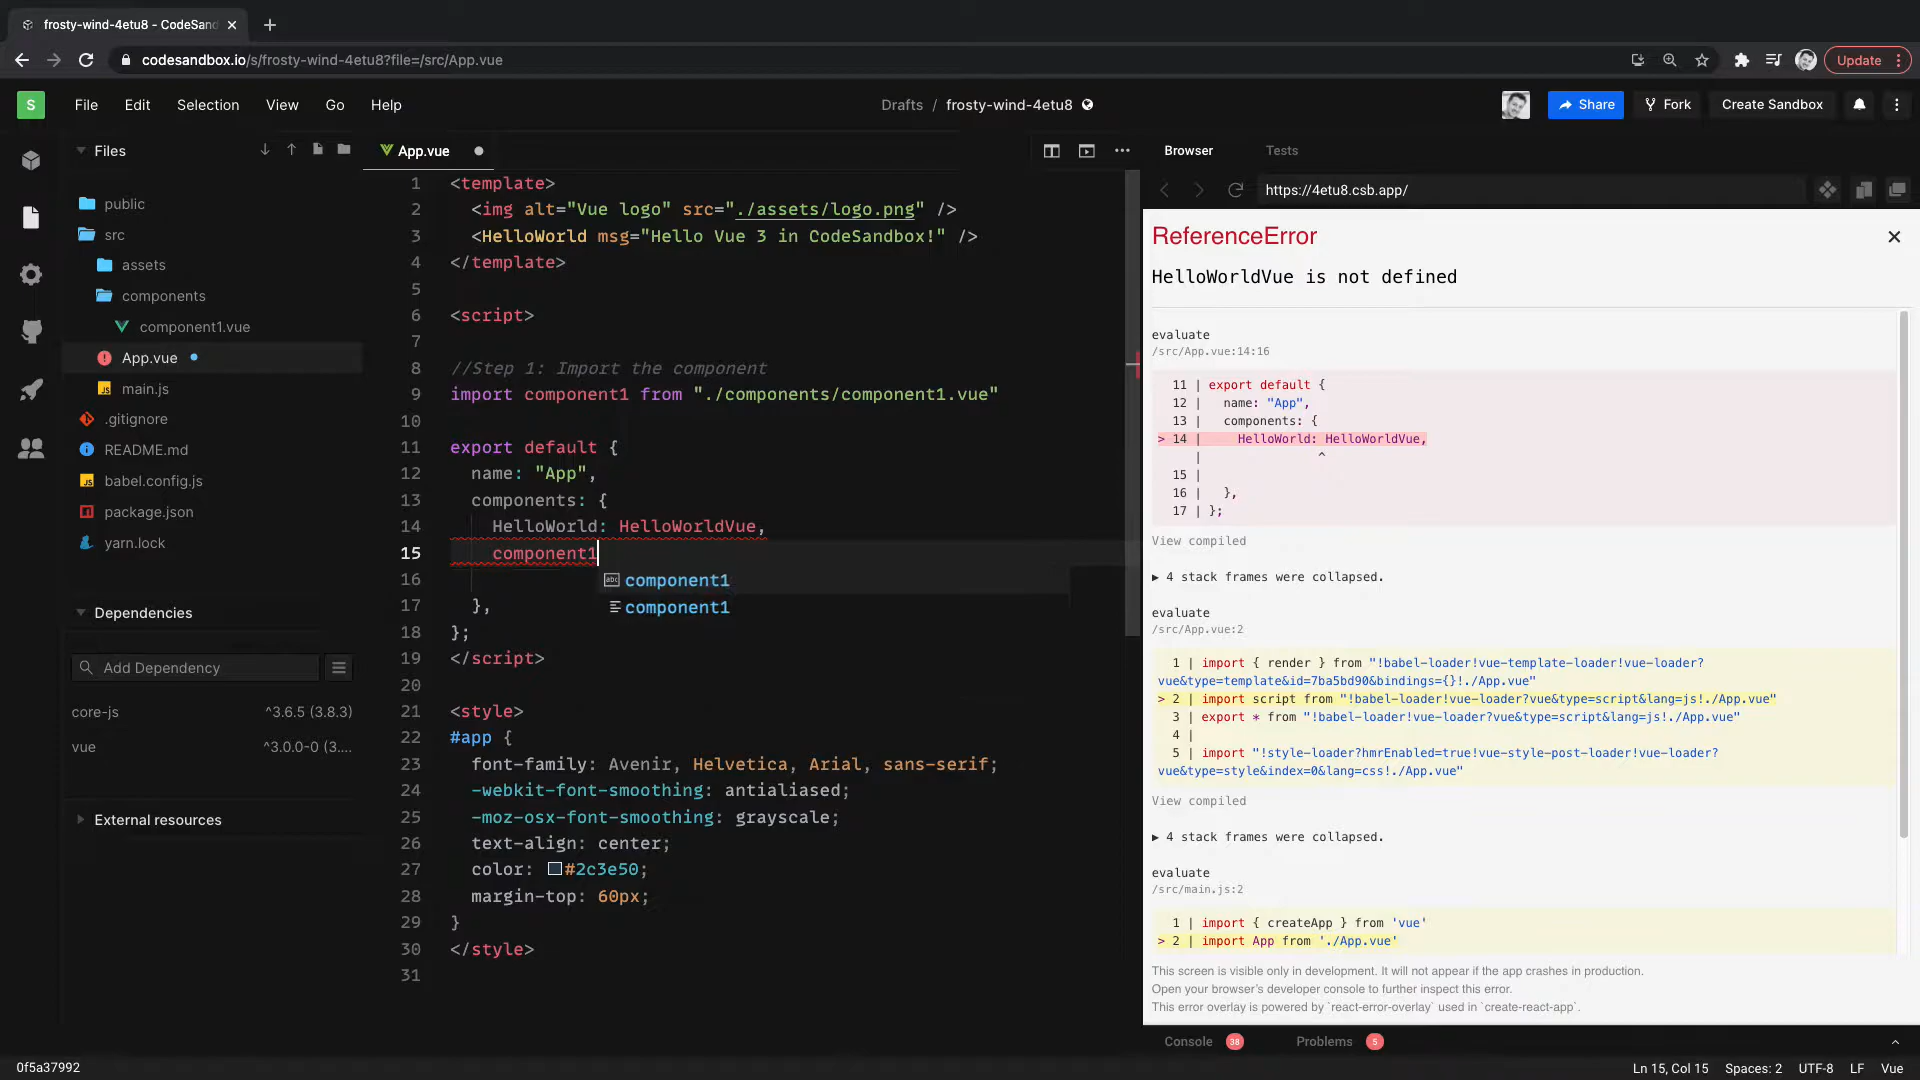 frosty-wind-4etu8 - CodeSand
codesandbox.io/s/frosty-wind-4etu8?file=/src/App.vue
Update
S
File Edit Selection View Go Help
Drafts / frosty-wind-4etu8
Share Fork Create Sandbox
Files
public
src
assets
components
component1.vue
App.vue
main.js
.gitignore
README.md
babel.config.js
package.json
yarn.lock
Dependencies
Add Dependency
core-js ^3.6.5 (3.8.3)
vue ^3.0.0-0 (3....
External resources
App.vue
1 <template>
2 <img alt="Vue logo" src="./assets/logo.png" />
3 <HelloWorld msg="Hello Vue 3 in CodeSandbox!" />
4 </template>
5
6 <script>
7
8 //Step 1: Import the component
9 import component1 from "./components/component1.vue"
10
11 export default {
12 name: "App",
13 components: {
14 HelloWorld: HelloWorldVue,
15 component1
16 component1
17 }, component1
18 };
19 </script>
20
21 <style>
22 #app {
23 font-family: Avenir, Helvetica, Arial, sans-serif;
24 -webkit-font-smoothing: antialiased;
25 -moz-osx-font-smoothing: grayscale;
26 text-align: center;
27 color: #2c3e50;
28 margin-top: 60px;
29 }
30 </style>
31
Browser Tests
https://4etu8.csb.app/
ReferenceError
HelloWorldVue is not defined
evaluate
/src/App.vue:14:16
11 | export default {
12 | name: "App",
13 | components: {
> 14 | HelloWorld: HelloWorldVue,
| ^
15 |
16 | },
17 | };
View compiled
▶ 4 stack frames were collapsed.
evaluate
/src/App.vue:2
1 | import { render } from "!babel-loader!vue-template-loader!vue-loader?
vue&type=template&id=7ba5bd90&bindings={}!./App.vue"
> 2 | import script from "!babel-loader!vue-loader?vue&type=script&lang=js!./App.vue"
3 | export * from "!babel-loader!vue-loader?vue&type=script&lang=js!./App.vue"
4 |
5 | import "!style-loader?hmrEnabled=true!vue-style-post-loader!vue-loader?
vue&type=style&index=0&lang=css!./App.vue"
View compiled
▶ 4 stack frames were collapsed.
evaluate
/src/main.js:2
1 | import { createApp } from 'vue'
> 2 | import App from './App.vue'
This screen is visible only in development. It will not appear if the app crashes in production.
Open your browser's developer console to further inspect this error.
This error overlay is powered by `react-error-overlay` used in `create-react-app`.
Console 38 Problems 5
0f5a37992
Ln 15, Col 15 Spaces: 2 UTF-8 LF Vue